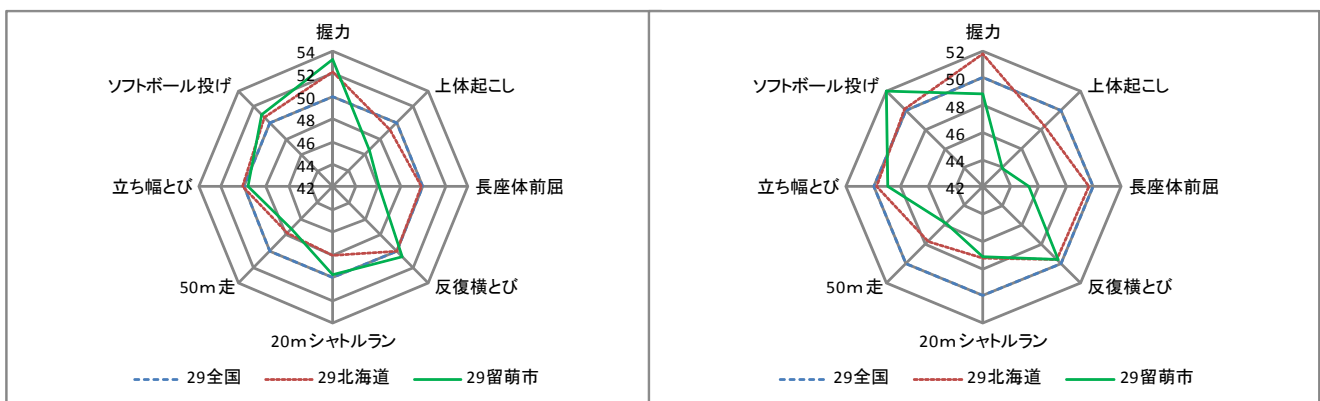 握力
54
52
50
48
46
44
42
上体起こし
長座体前屈
反復横とび
20mシャトルラン
50m走
立ち幅とび
ソフトボール投げ
29全国
29北海道
29留萌市
握力
52
50
48
46
44
42
上体起こし
長座体前屈
反復横とび
20mシャトルラン
50m走
立ち幅とび
ソフトボール投げ
29全国
29北海道
29留萌市